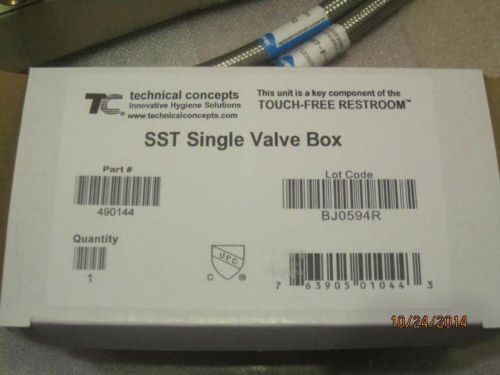 TC® technical concepts
Innovative Hygiene Solutions
www.technicalconcepts.com
This unit is a key component of the
TOUCH-FREE RESTROOM™
SST Single Valve Box
Part #
490144
Lot Code
BJ0594R
Quantity
1
UPC
C ®
7 63905 01044 3
10/24/2014